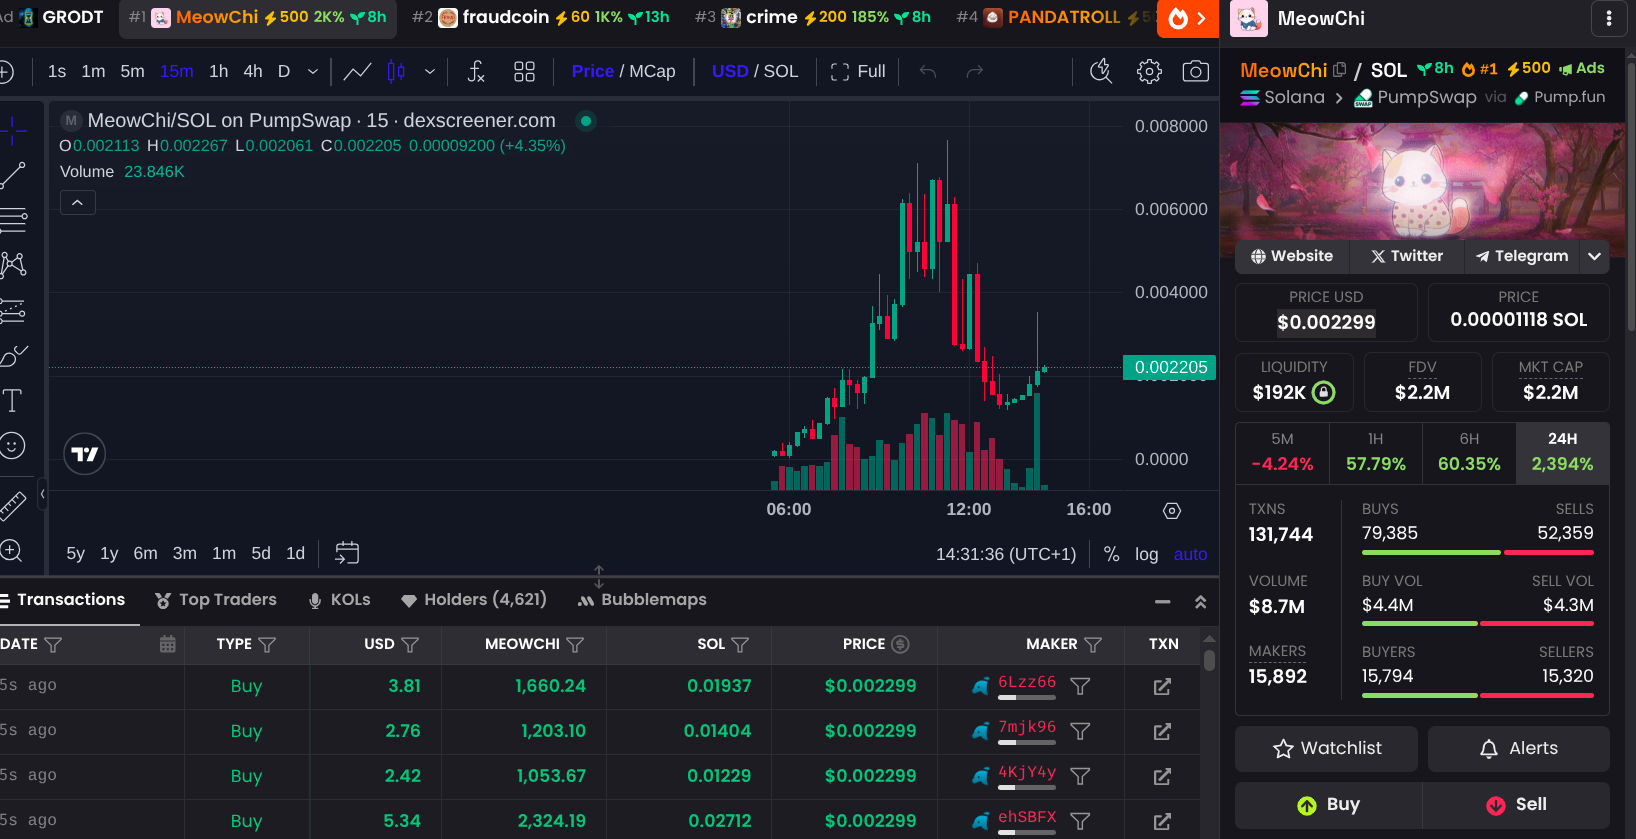 Ad GRODT #1 MeowChi 500 2K% 8h #2 fraudcoin 60 1K% 13h #3 crime 200 185% 8h #4 PANDATROLL
MeowChi
1s 1m 5m 15m 1h 4h D Price / MCap USD / SOL Full
MeowChi / SOL 8h #1 500 Ads
Solana > PumpSwap via Pump.fun
M MeowChi/SOL on PumpSwap · 15 · dexscreener.com
O0.002113 H0.002267 L0.002061 C0.002205 0.00009200 (+4.35%)
Volume 23.846K
0.008000
0.006000
0.004000
0.002205
0.0000
06:00 12:00 16:00
5y 1y 6m 3m 1m 5d 1d 14:31:36 (UTC+1) % log auto
Website Twitter Telegram
PRICE USD PRICE
$0.002299 0.00001118 SOL
LIQUIDITY FDV MKT CAP
$192K $2.2M $2.2M
5M 1H 6H 24H
-4.24% 57.79% 60.35% 2,394%
TXNS BUYS SELLS
131,744 79,385 52,359
VOLUME BUY VOL SELL VOL
$8.7M $4.4M $4.3M
MAKERS BUYERS SELLERS
15,892 15,794 15,320
Watchlist Alerts
Buy Sell
Transactions Top Traders KOLs Holders (4,621) Bubblemaps
DATE TYPE USD MEOWCHI SOL PRICE MAKER TXN
5s ago Buy 3.81 1,660.24 0.01937 $0.002299 6Lzz66
5s ago Buy 2.76 1,203.10 0.01404 $0.002299 7mjk96
5s ago Buy 2.42 1,053.67 0.01229 $0.002299 4KjY4y
5s ago Buy 5.34 2,324.19 0.02712 $0.002299 ehSBFX